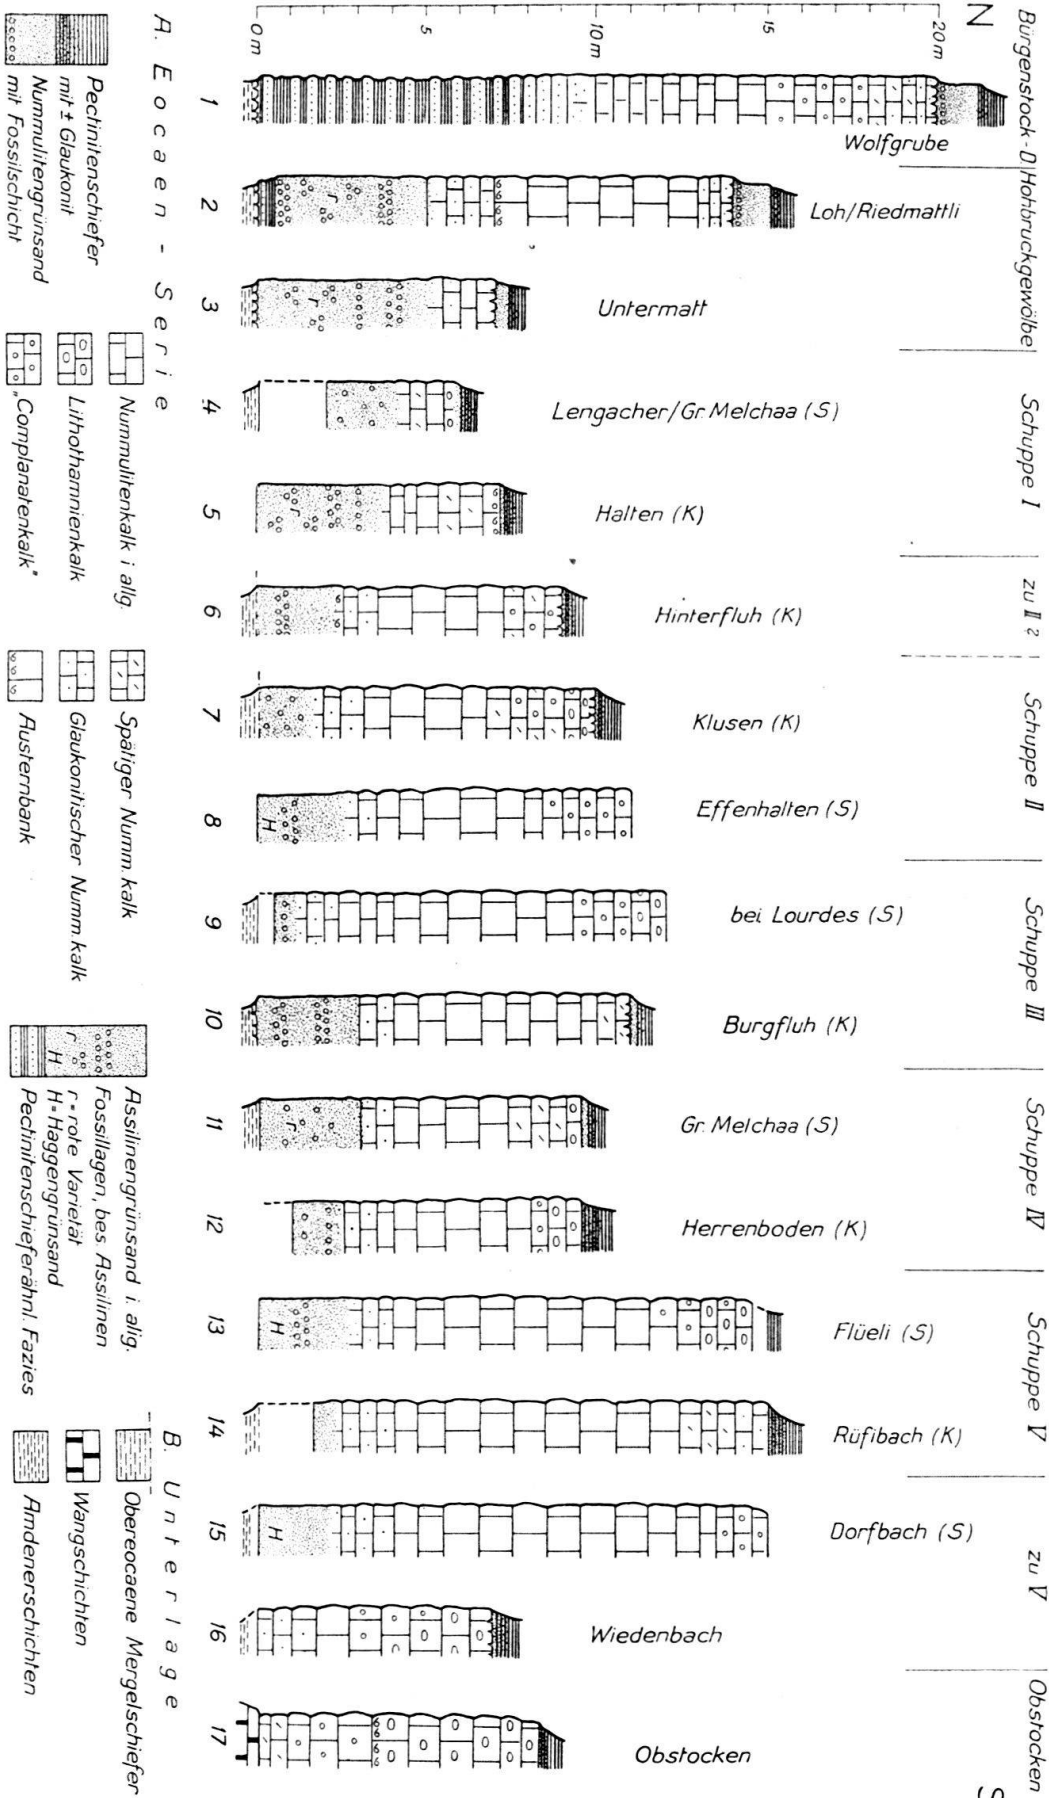 N
S
Bürgenstock-D.
Hohbruckgewölbe
Schuppe I
zu II ?
Schuppe II
Schuppe III
Schuppe IV
Schuppe V
zu V
Obstocken
20m
15
10m
5
0m
Wolfgrube
Loh/Riedmattli
Untermatt
Lengacher/Gr. Melchaa (S)
Halten (K)
Hinterfluh (K)
Klusen (K)
Effenhalten (S)
bei Lourdes (S)
Burgfluh (K)
Gr. Melchaa (S)
Herrenboden (K)
Flüeli (S)
Rüfibach (K)
Dorfbach (S)
Wiedenbach
Obstocken
r
r
r
H
r
H
H
1
2
3
4
5
6
7
8
9
10
11
12
13
14
15
16
17
A. Eocaen-Serie
Pectinitenschiefer
mit ± Glaukonit
Nummulitengrünsand
mit Fossilschicht
Nummulitenkalk i allg.
Lithothamnienkalk
„Complanatenkalk"
Spätiger Numm.kalk
Glaukonitischer Numm.kalk
Austernbank
r
H
Assilinengrünsand i. allg.
Fossillagen, bes. Assilinen
r = rote Varietät
H = Haggengrünsand
Pectinitenschieferähnl. Fazies
B. Unterlage
Obereocaene Mergelschiefer
Wangschichten
Amdenerschichten